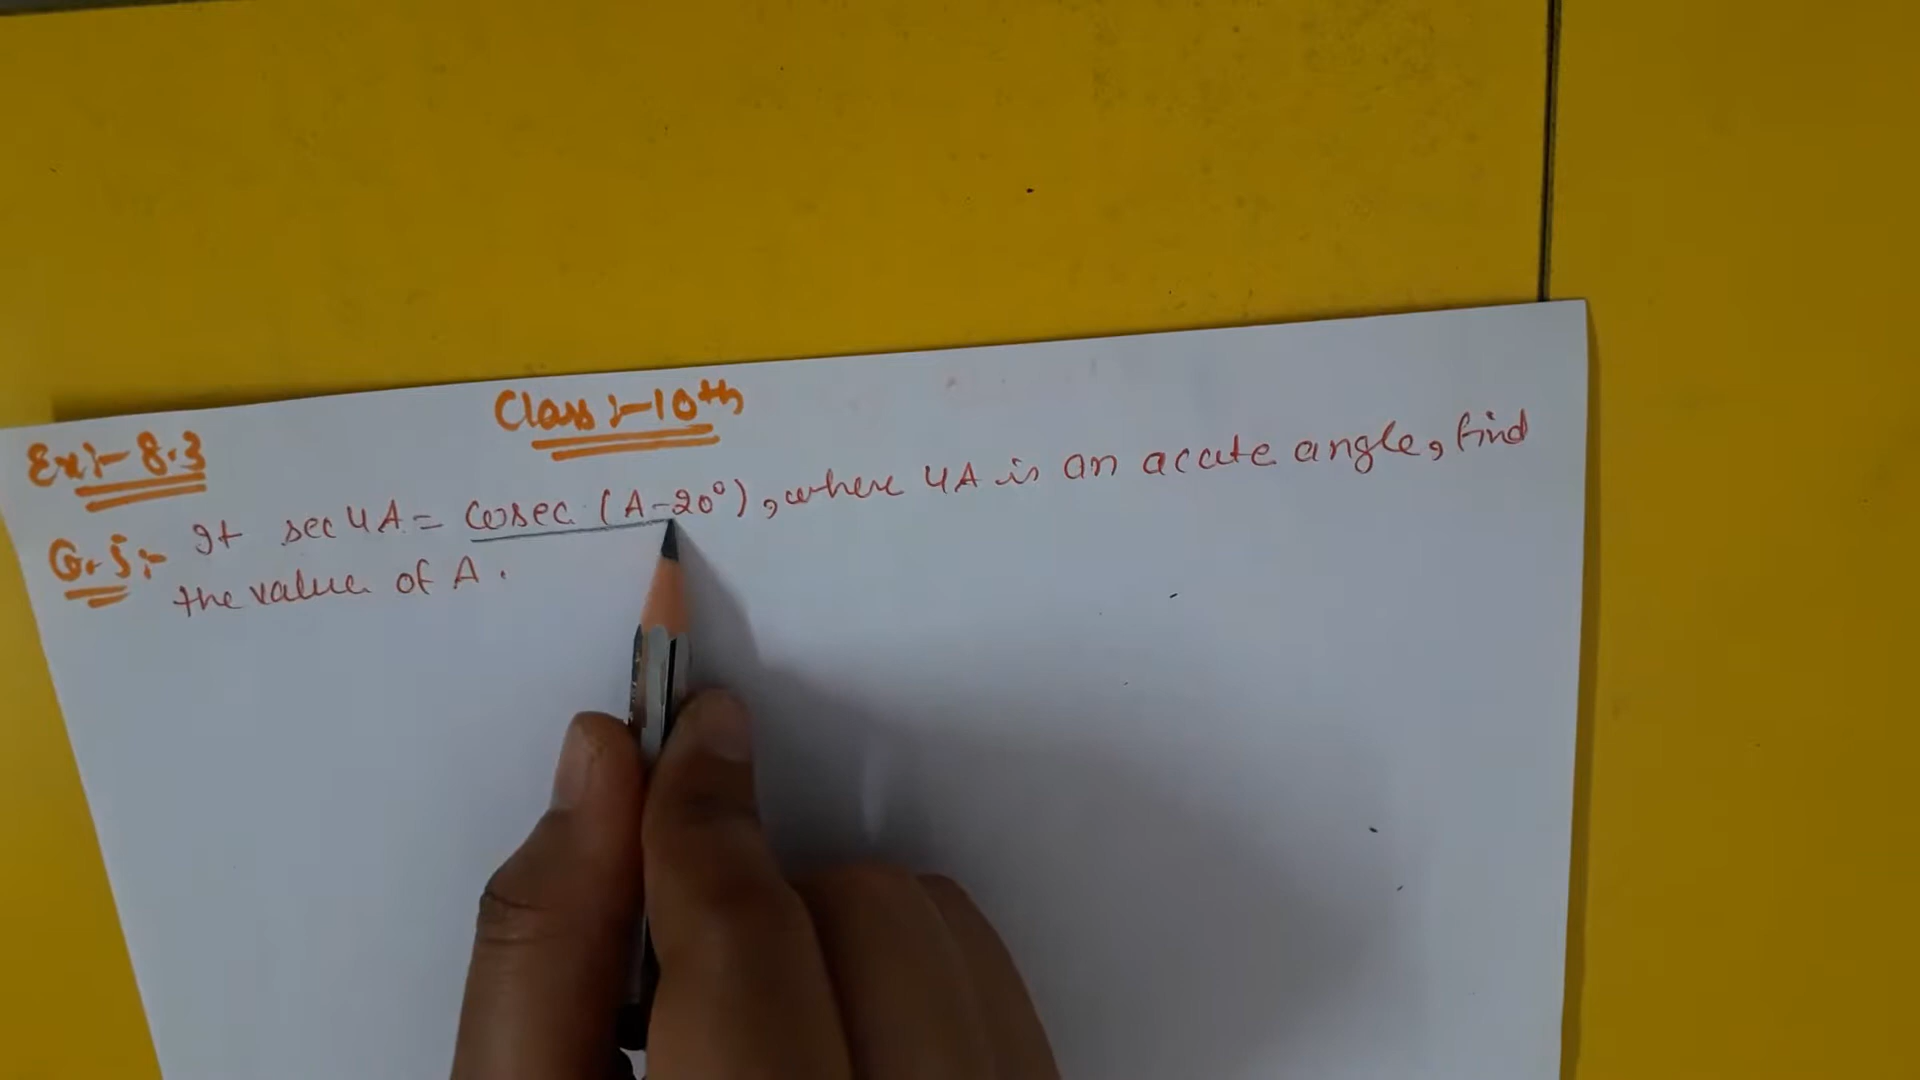 Class :- 10th
Ex:- 8.3
Q.5:- If sec 4A = Cosec (A-20°), where 4A is an acute angle, find
the value of A.